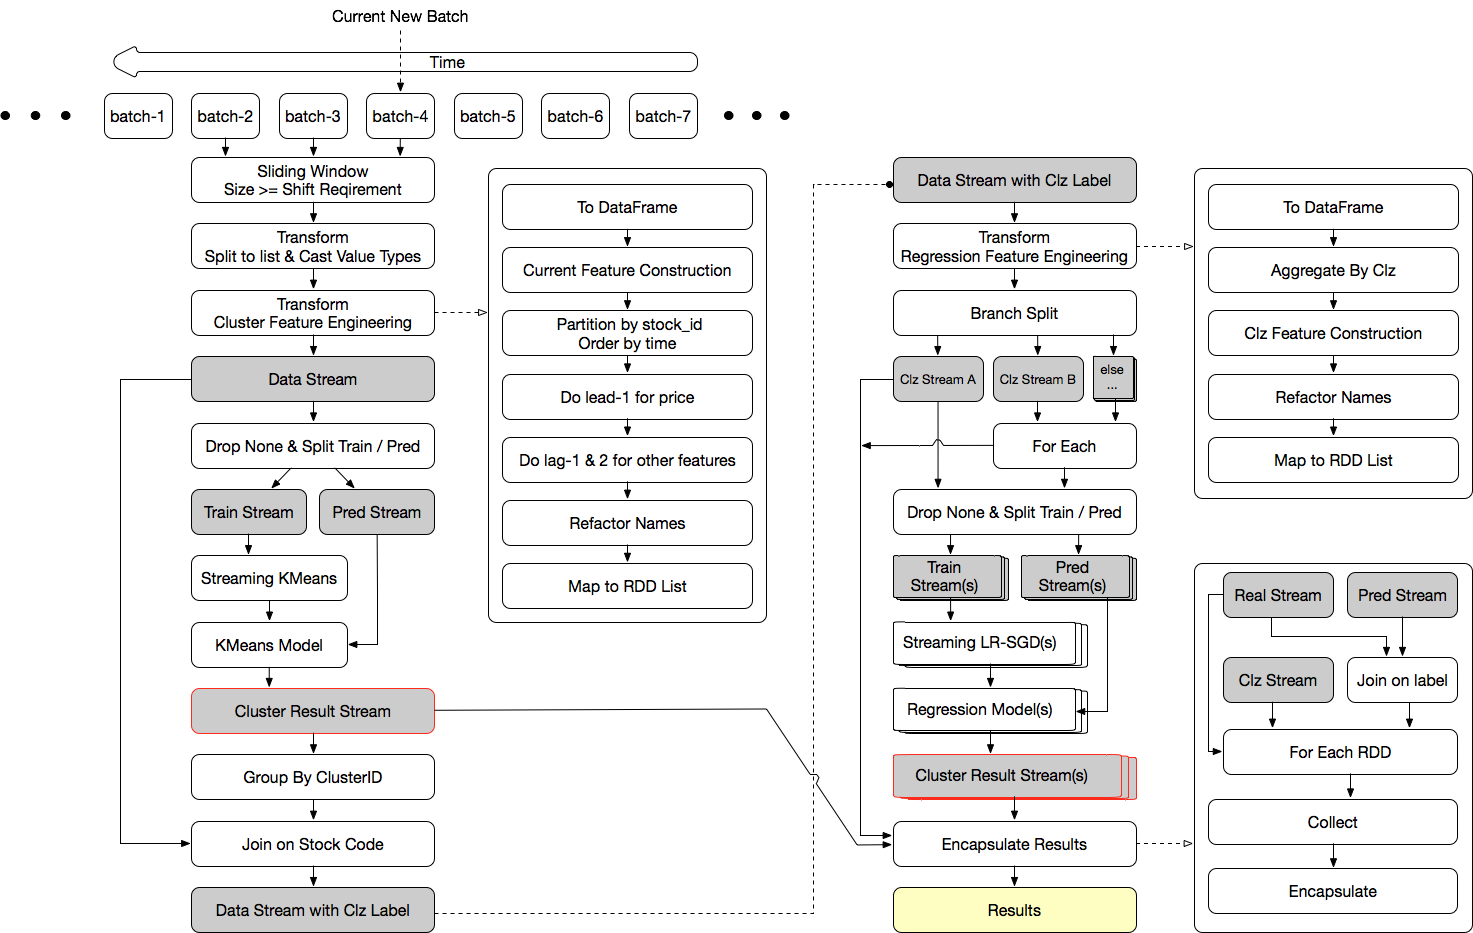 Current New Batch
Time
batch-1
batch-2
batch-3
batch-4
batch-5
batch-6
batch-7
Sliding Window
Size >= Shift Reqirement
Transform
Split to list & Cast Value Types
Transform
Cluster Feature Engineering
Data Stream
Drop None & Split Train / Pred
Train Stream
Pred Stream
Streaming KMeans
KMeans Model
Cluster Result Stream
Group By ClusterID
Join on Stock Code
Data Stream with Clz Label
To DataFrame
Current Feature Construction
Partition by stock_id
Order by time
Do lead-1 for price
Do lag-1 & 2 for other features
Refactor Names
Map to RDD List
Data Stream with Clz Label
Transform
Regression Feature Engineering
Branch Split
Clz Stream A
Clz Stream B
else
...
For Each
Drop None & Split Train / Pred
Train
Stream(s)
Pred
Stream(s)
Streaming LR-SGD(s)
Regression Model(s)
Cluster Result Stream(s)
Encapsulate Results
Results
To DataFrame
Aggregate By Clz
Clz Feature Construction
Refactor Names
Map to RDD List
Real Stream
Pred Stream
Clz Stream
Join on label
For Each RDD
Collect
Encapsulate